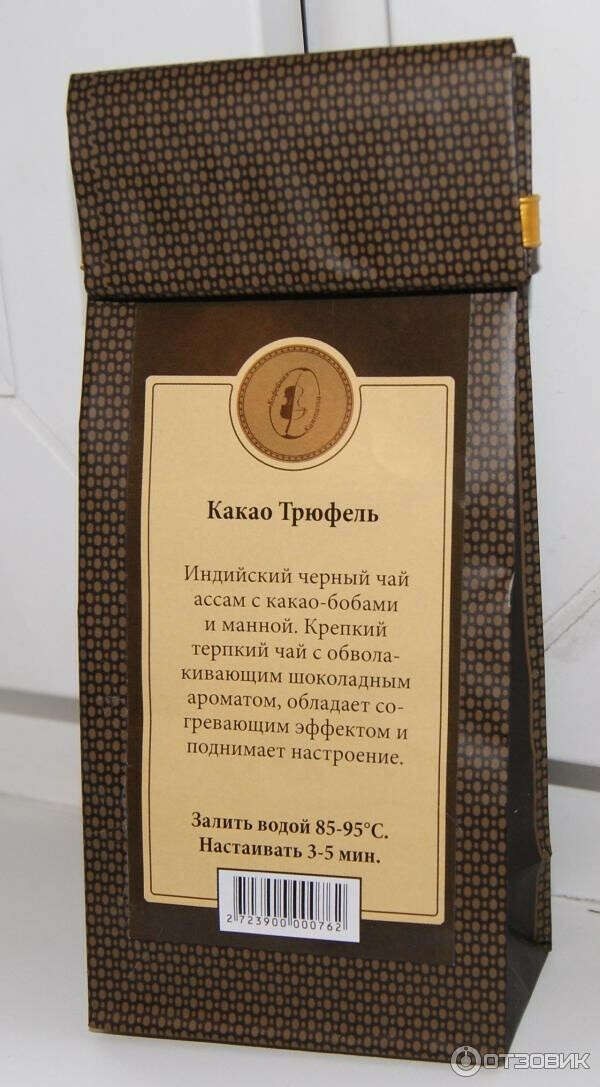 Какао Трюфель
Индийский черный чай
ассам с какао-бобами
и манной. Крепкий
терпкий чай с обвола-
кивающим шоколадным
ароматом, обладает со-
гревающим эффектом и
поднимает настроение.
Залить водой 85-95°С.
Настаивать 3-5 мин.
2 723900 000762
ОТЗОВИК